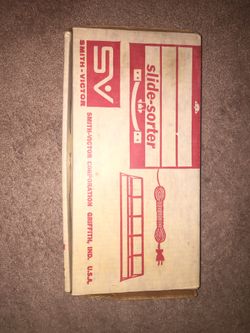 SV
SMITH-VICTOR
slide-sorter
SMITH-VICTOR CORPORATION GRIFFITH, IND. U.S.A.